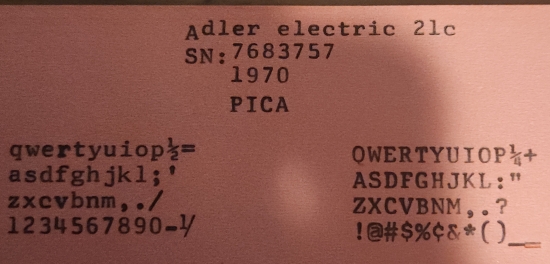 Adler electric 21c
SN:7683757
1970
PICA
qwertyuiop½=
asdfghjkl;'
zxcvbnm,./
1234567890-1/
QWERTYUIOP¼+
ASDFGHJKL:"
ZXCVBNM,.?
!@#$%¢&*()_